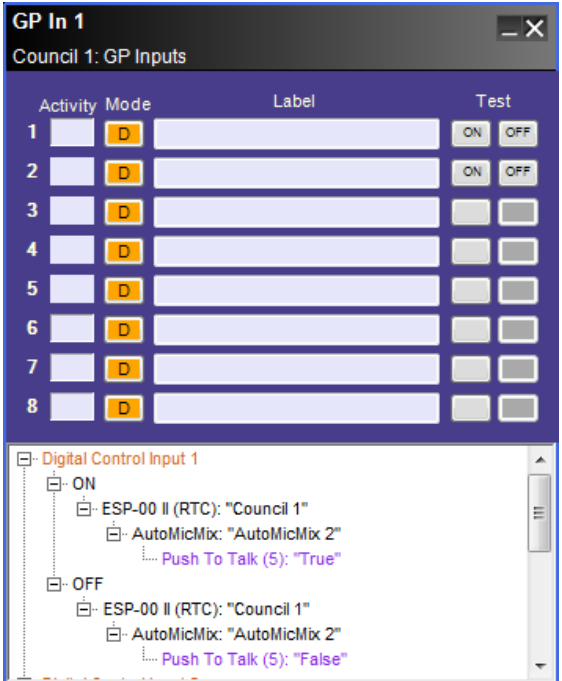 GP In 1
Council 1: GP Inputs
Activity Mode Label Test
1 D ON OFF
2 D ON OFF
3 D
4 D
5 D
6 D
7 D
8 D
Digital Control Input 1
ON
ESP-00 II (RTC): "Council 1"
AutoMicMix: "AutoMicMix 2"
Push To Talk (5): "True"
OFF
ESP-00 II (RTC): "Council 1"
AutoMicMix: "AutoMicMix 2"
Push To Talk (5): "False"